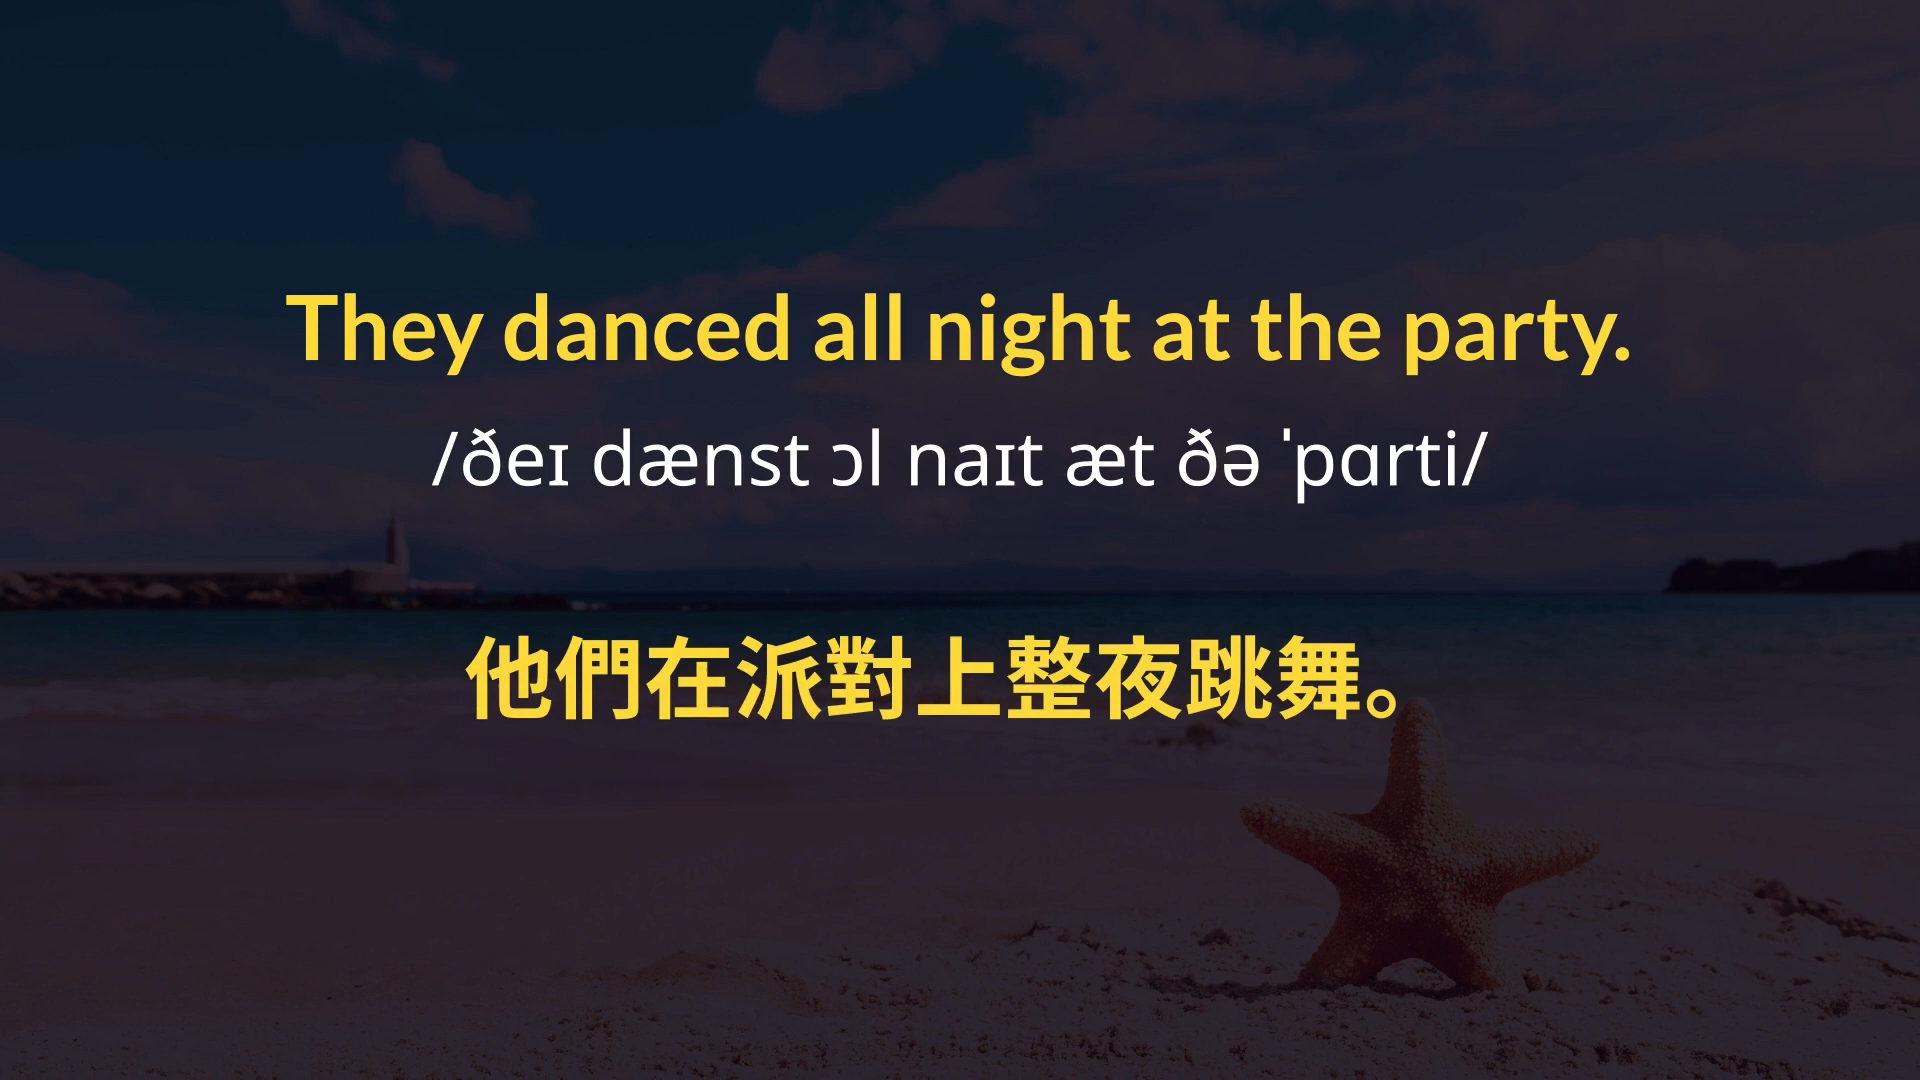 They danced all night at the party.
/ðeɪ dænst ɔl naɪt æt ðə ˈpɑrti/
他們在派對上整夜跳舞。